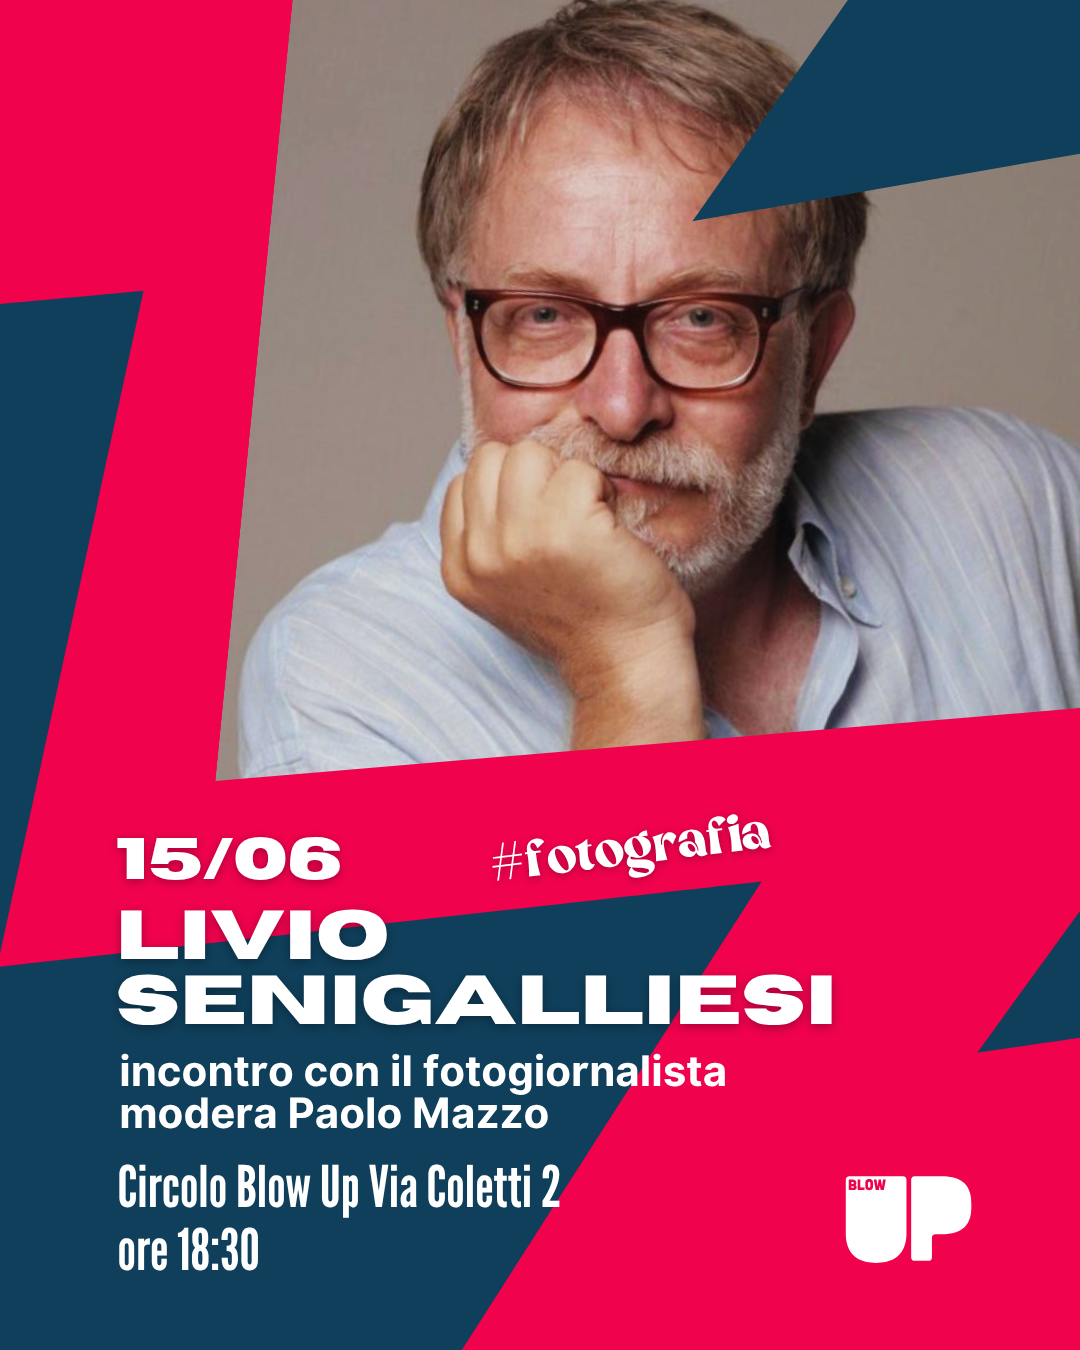 15/06
#fotografia
LIVIO
SENIGALLIESI
incontro con il fotogiornalista
modera Paolo Mazzo
Circolo Blow Up Via Coletti 2
ore 18:30
BLOW
UP